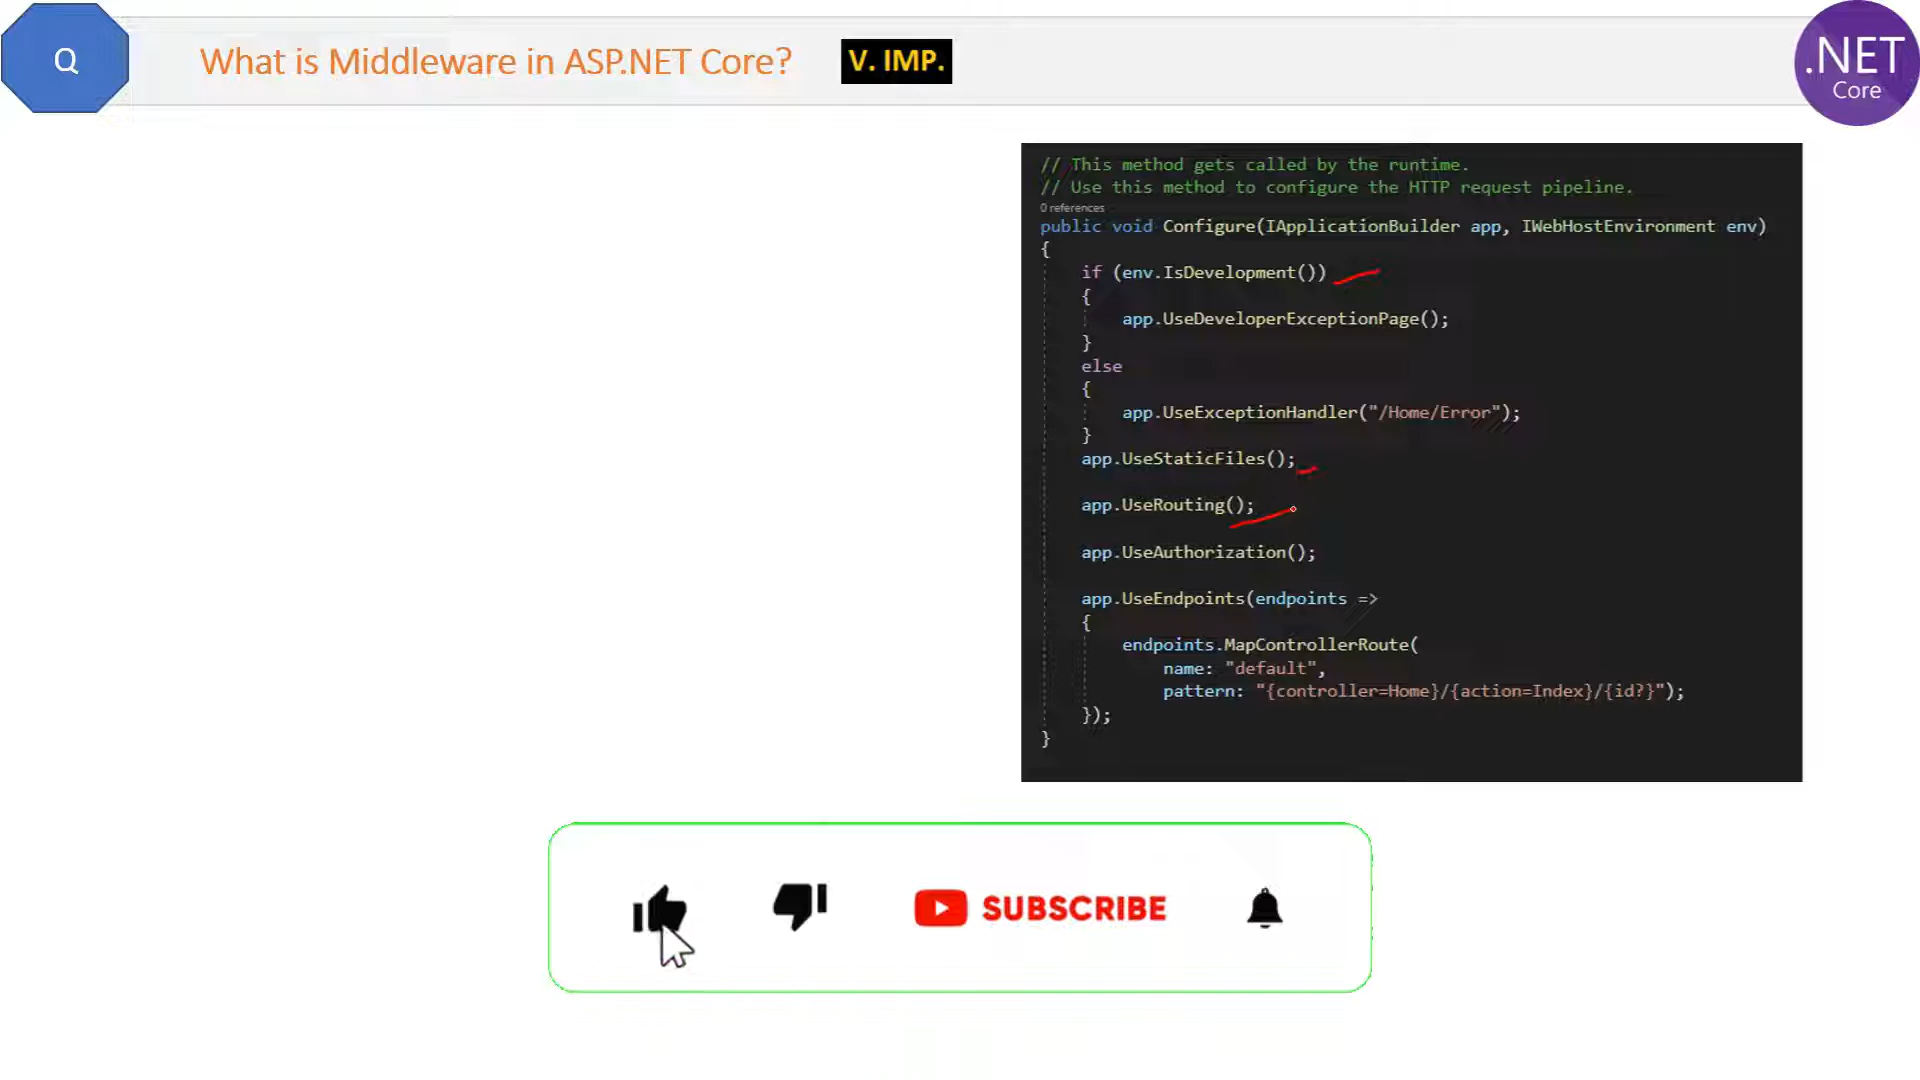 Q
What is Middleware in ASP.NET Core?
V. IMP.
.NET
Core
// This method gets called by the runtime.
// Use this method to configure the HTTP request pipeline.
0 references
public void Configure(IApplicationBuilder app, IWebHostEnvironment env)
{
if (env.IsDevelopment())
{
app.UseDeveloperExceptionPage();
}
else
{
app.UseExceptionHandler("/Home/Error");
}
app.UseStaticFiles();
app.UseRouting();
app.UseAuthorization();
app.UseEndpoints(endpoints =>
{
endpoints.MapControllerRoute(
name: "default",
pattern: "{controller=Home}/{action=Index}/{id?}");
});
}
SUBSCRIBE